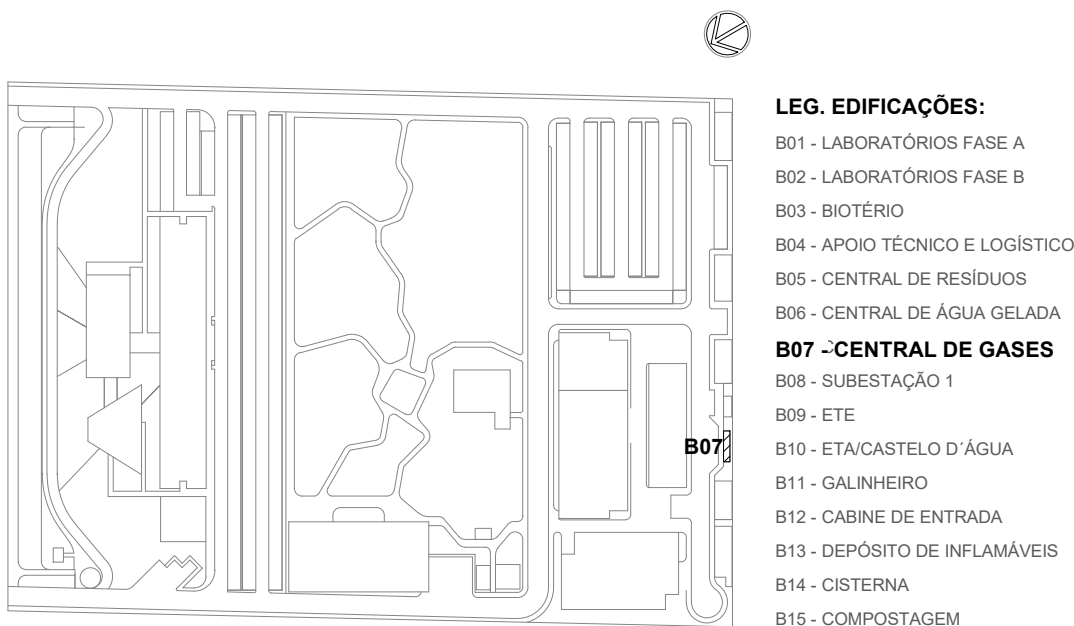 LEG. EDIFICAÇÕES:
B01 - LABORATÓRIOS FASE A
B02 - LABORATÓRIOS FASE B
B03 - BIOTÉRIO
B04 - APOIO TÉCNICO E LOGÍSTICO
B05 - CENTRAL DE RESÍDUOS
B06 - CENTRAL DE ÁGUA GELADA
B07 - CENTRAL DE GASES
B08 - SUBESTAÇÃO 1
B09 - ETE
B10 - ETA/CASTELO D´ÁGUA
B11 - GALINHEIRO
B12 - CABINE DE ENTRADA
B13 - DEPÓSITO DE INFLAMÁVEIS
B14 - CISTERNA
B15 - COMPOSTAGEM
B07